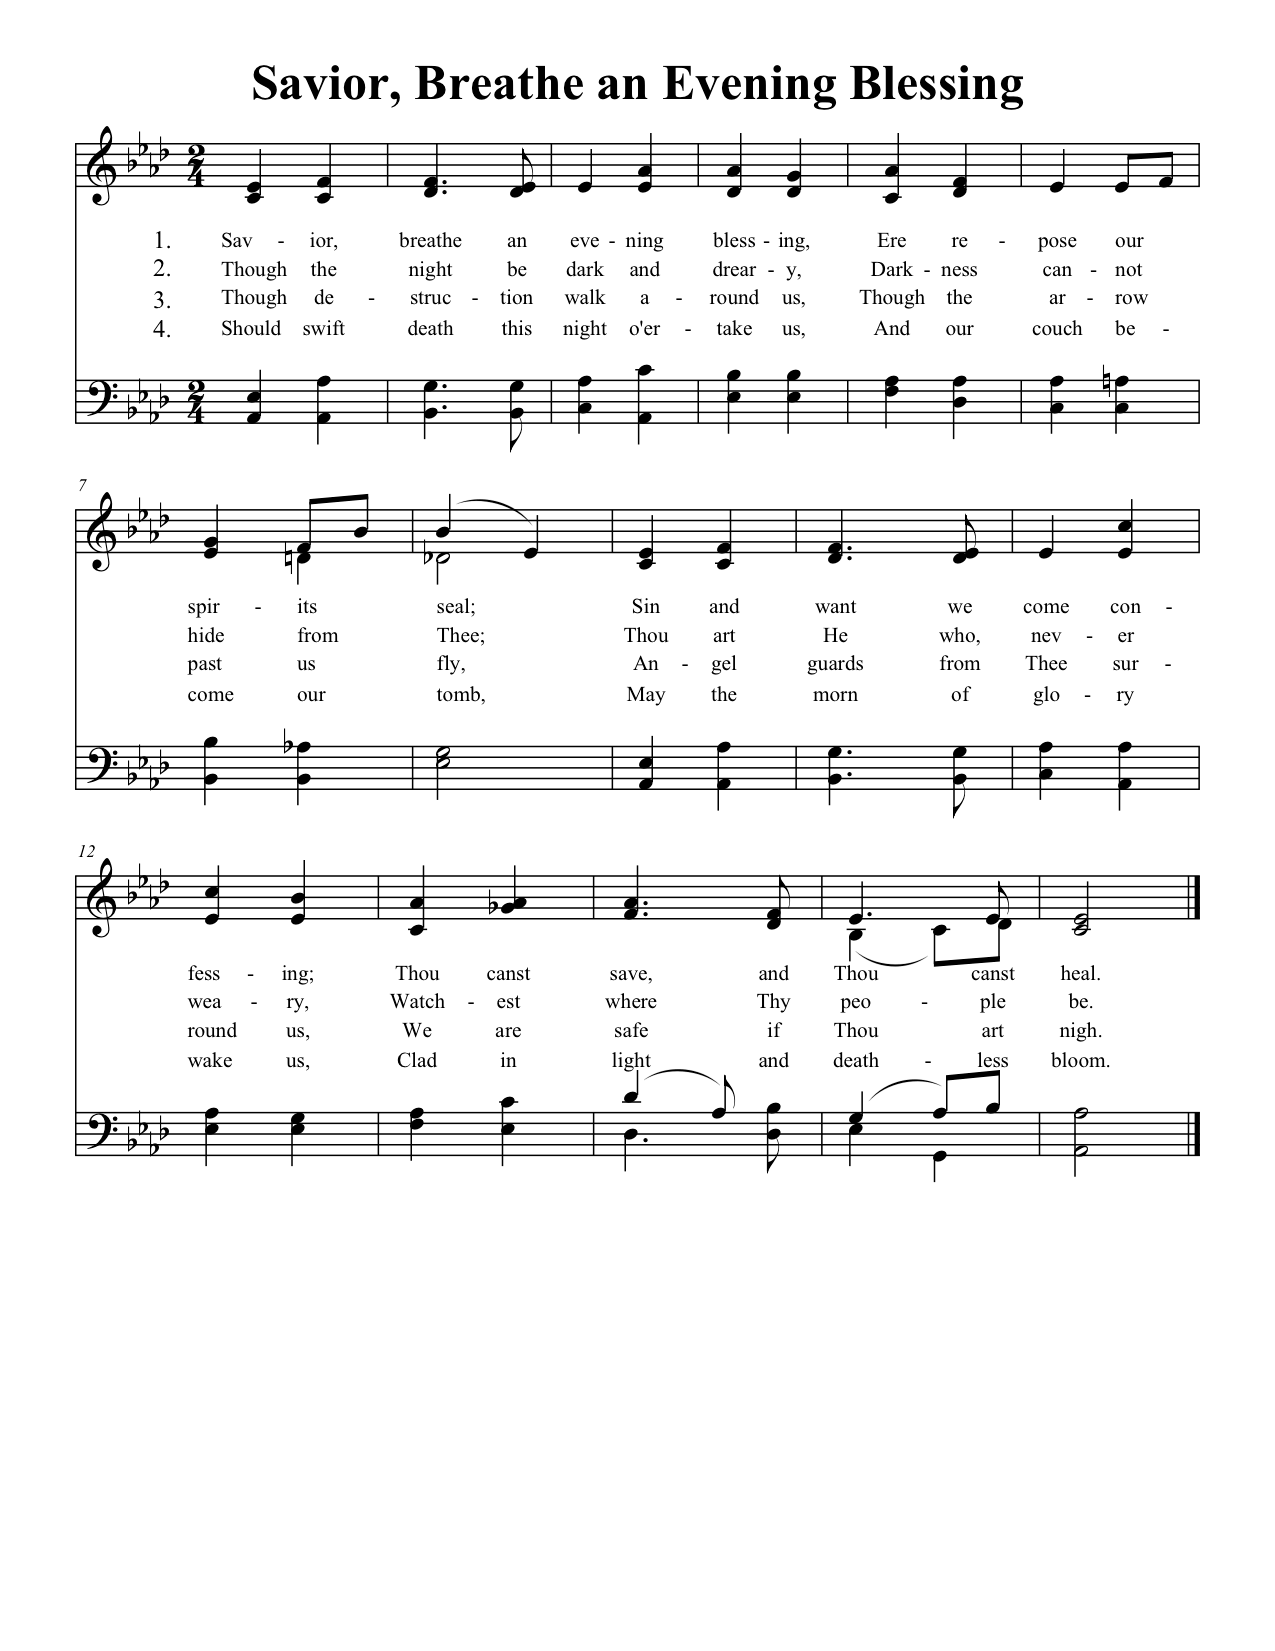 Savior, Breathe an Evening Blessing
1. Sav - ior, breathe an eve - ning bless - ing, Ere re - pose our
2. Though the night be dark and drear - y, Dark - ness can - not
3. Though de - struc - tion walk a - round us, Though the ar - row
4. Should swift death this night o'er - take us, And our couch be -
7
spir - its seal; Sin and want we come con -
hide from Thee; Thou art He who, nev - er
past us fly, An - gel guards from Thee sur -
come our tomb, May the morn of glo - ry
12
fess - ing; Thou canst save, and Thou canst heal.
wea - ry, Watch - est where Thy peo - ple be.
round us, We are safe if Thou art nigh.
wake us, Clad in light and death - less bloom.